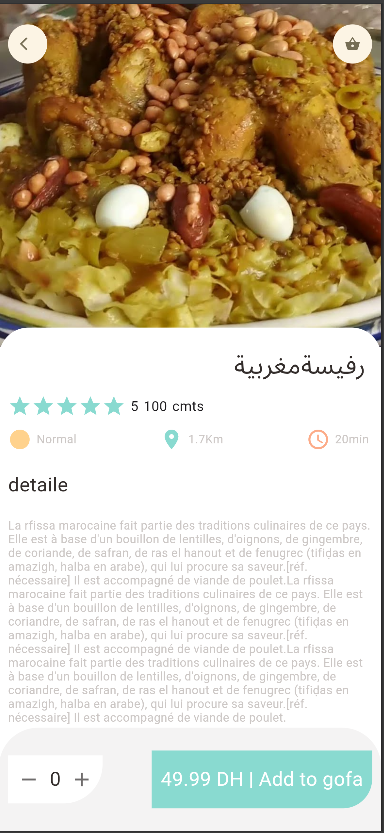 رفيسةمغربية
5 100 cmts
Normal 1.7Km 20min
detaile
La rfissa marocaine fait partie des traditions culinaires de ce pays.
Elle est à base d'un bouillon de lentilles, d'oignons, de gingembre,
de coriande, de safran, de ras el hanout et de fenugrec (tifiḍas en
amazigh, halba en arabe), qui lui procure sa saveur.[réf.
nécessaire] Il est accompagné de viande de poulet.La rfissa
marocaine fait partie des traditions culinaires de ce pays. Elle est
à base d'un bouillon de lentilles, d'oignons, de gingembre, de
coriandre, de safran, de ras el hanout et de fenugrec (tifiḍas en
amazigh, halba en arabe), qui lui procure sa saveur.[réf.
nécessaire] Il est accompagné de viande de poulet.La rfissa
marocaine fait partie des traditions culinaires de ce pays. Elle est
à base d'un bouillon de lentilles, d'oignons, de gingembre, de
coriandre, de safran, de ras el hanout et de fenugrec (tifiḍas en
amazigh, halba en arabe), qui lui procure sa saveur.[réf.
nécessaire] Il est accompagné de viande de poulet.
− 0 + 49.99 DH | Add to gofa